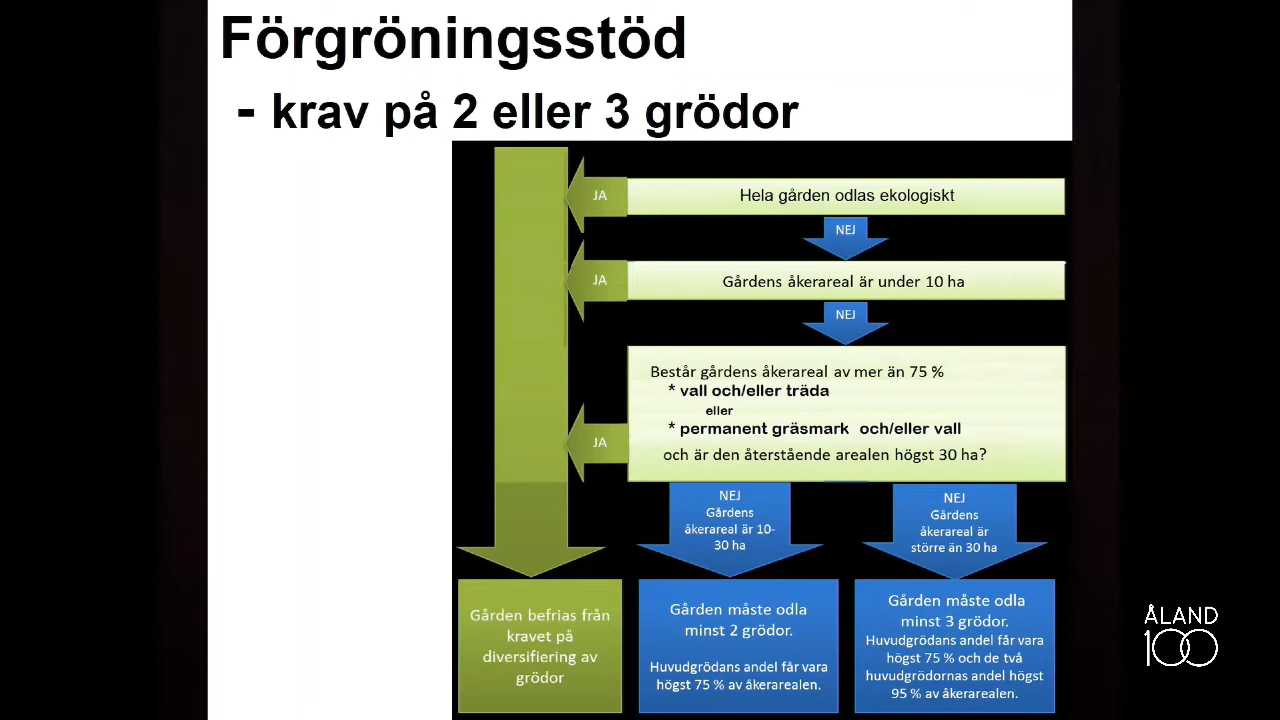 Förgröningsstöd
- krav på 2 eller 3 grödor
JA
Hela gården odlas ekologiskt
NEJ
JA
Gårdens åkerareal är under 10 ha
NEJ
Består gårdens åkerareal av mer än 75 %
* vall och/eller träda
eller
* permanent gräsmark och/eller vall
och är den återstående arealen högst 30 ha?
JA
NEJ
Gårdens
åkerareal är 10-
30 ha
NEJ
Gårdens
åkerareal är
större än 30 ha
Gården befrias från
kravet på
diversifiering av
grödor
Gården måste odla
minst 2 grödor.
Huvudgrödans andel får vara
högst 75 % av åkerarealen.
Gården måste odla
minst 3 grödor.
Huvudgrödans andel får vara
högst 75 % och de två
huvudgrödornas andel högst
95 % av åkerarealen.
ÅLAND
100